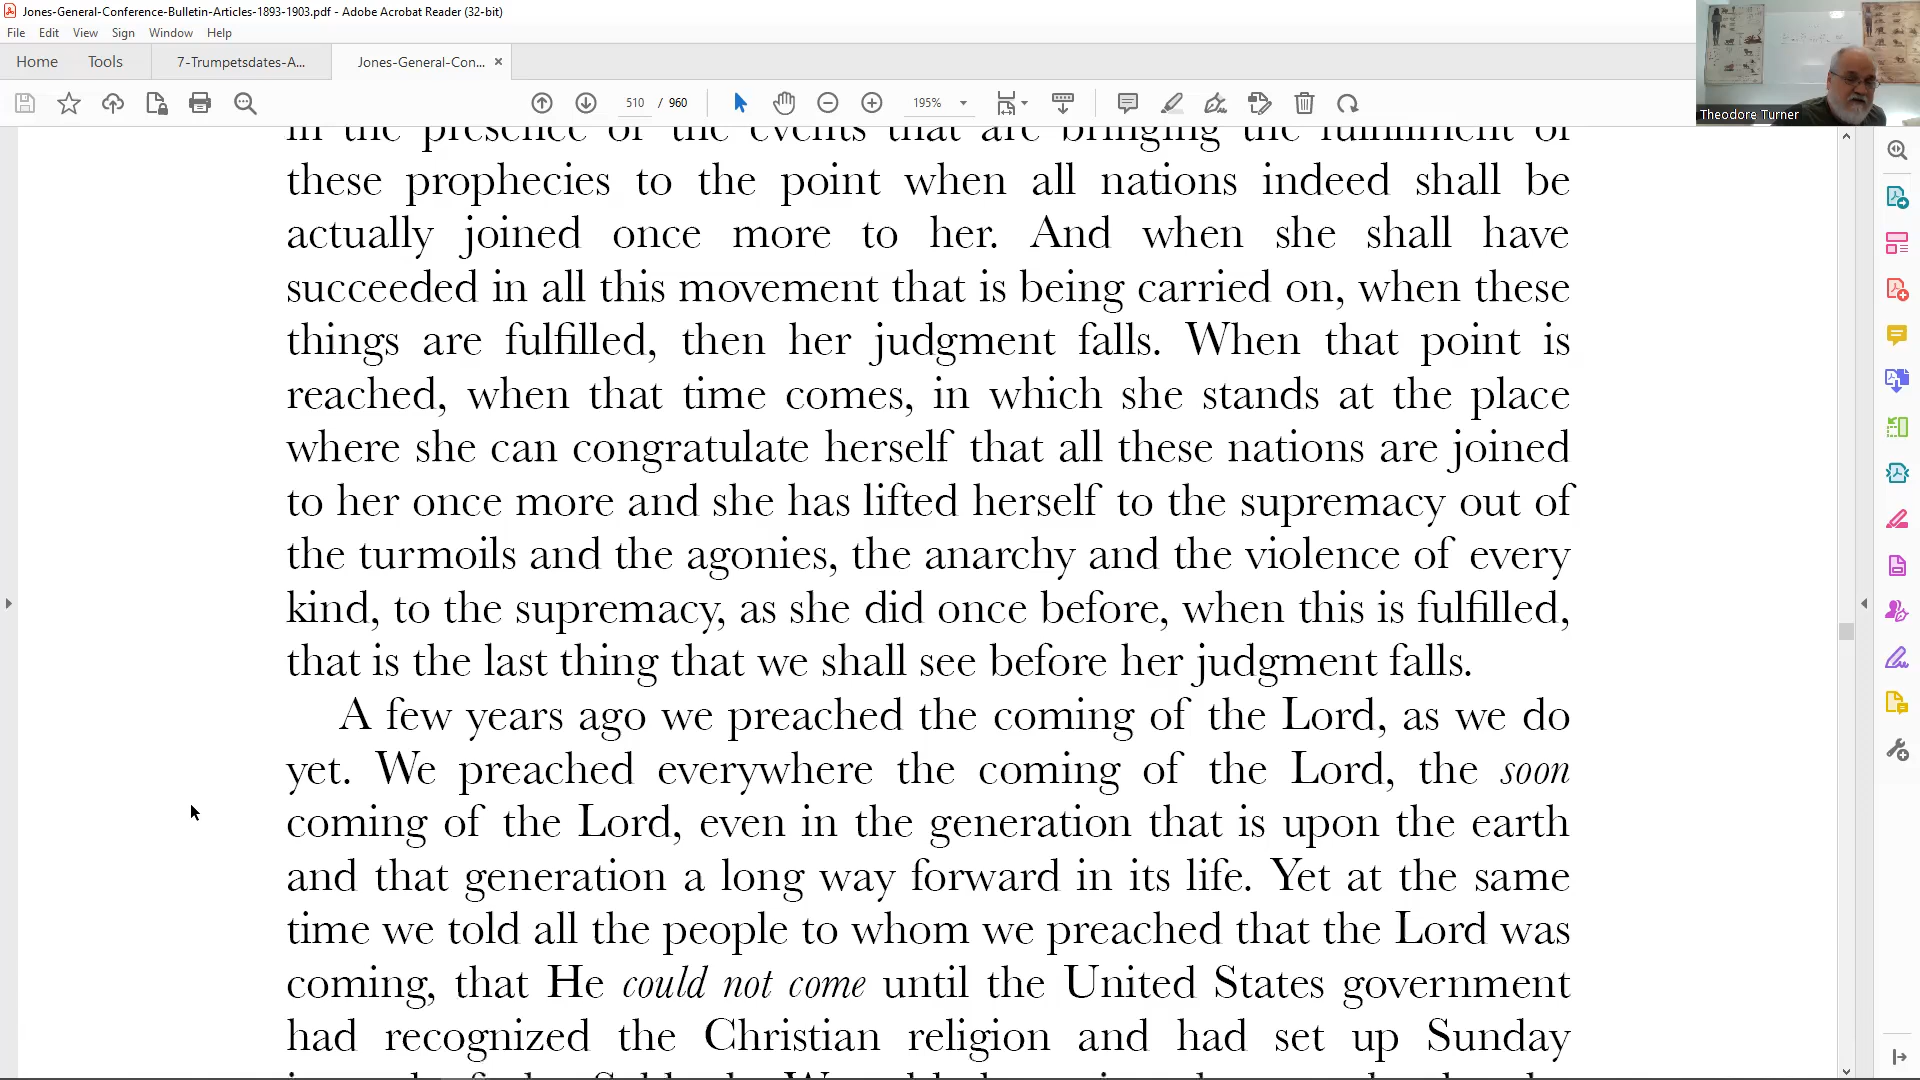 Jones-General-Conference-Bulletin-Articles-1893-1903.pdf - Adobe Acrobat Reader (32-bit)
File Edit View Sign Window Help
Home Tools 7-Trumpetsdates-A... Jones-General-Con... ×
510 / 960 195%
Theodore Turner
in the presence of the events that are bringing the fulfillment of
these prophecies to the point when all nations indeed shall be
actually joined once more to her. And when she shall have
succeeded in all this movement that is being carried on, when these
things are fulfilled, then her judgment falls. When that point is
reached, when that time comes, in which she stands at the place
where she can congratulate herself that all these nations are joined
to her once more and she has lifted herself to the supremacy out of
the turmoils and the agonies, the anarchy and the violence of every
kind, to the supremacy, as she did once before, when this is fulfilled,
that is the last thing that we shall see before her judgment falls.
A few years ago we preached the coming of the Lord, as we do
yet. We preached everywhere the coming of the Lord, the soon
coming of the Lord, even in the generation that is upon the earth
and that generation a long way forward in its life. Yet at the same
time we told all the people to whom we preached that the Lord was
coming, that He could not come until the United States government
had recognized the Christian religion and had set up Sunday